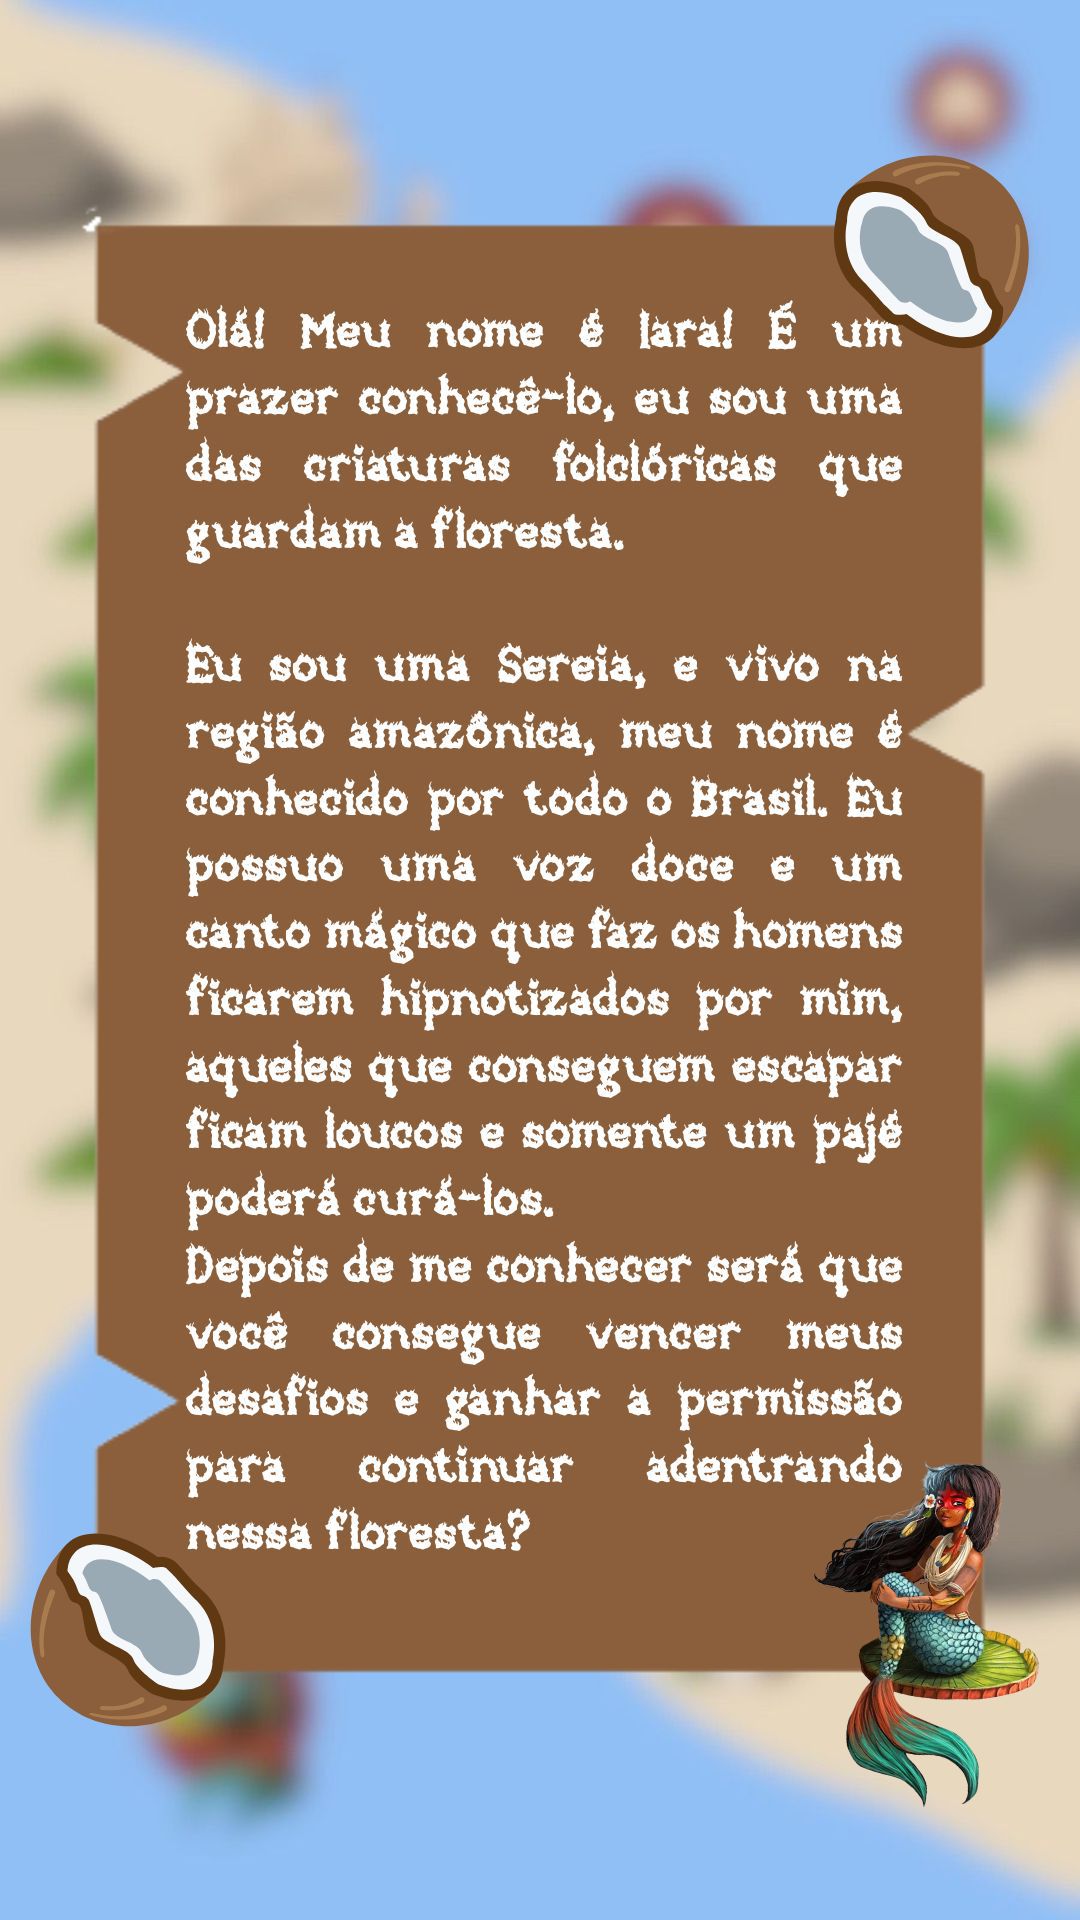 Olá! Meu nome é Iara! É um
prazer conhecê-lo, eu sou uma
das criaturas folclóricas que
guardam a floresta.
Eu sou uma Sereia, e vivo na
região amazônica, meu nome é
conhecido por todo o Brasil. Eu
possuo uma voz doce e um
canto mágico que faz os homens
ficarem hipnotizados por mim,
aqueles que conseguem escapar
ficam loucos e somente um pajé
poderá curá-los.
Depois de me conhecer será que
você consegue vencer meus
desafios e ganhar a permissão
para continuar adentrando
nessa floresta?